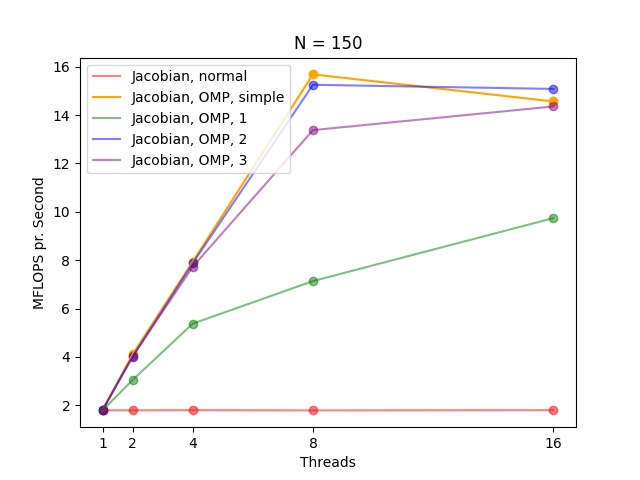 N = 150
Jacobian, normal
Jacobian, OMP, simple
Jacobian, OMP, 1
Jacobian, OMP, 2
Jacobian, OMP, 3
MFLOPS pr. Second
16
14
12
10
8
6
4
2
1 2 4 8 16
Threads